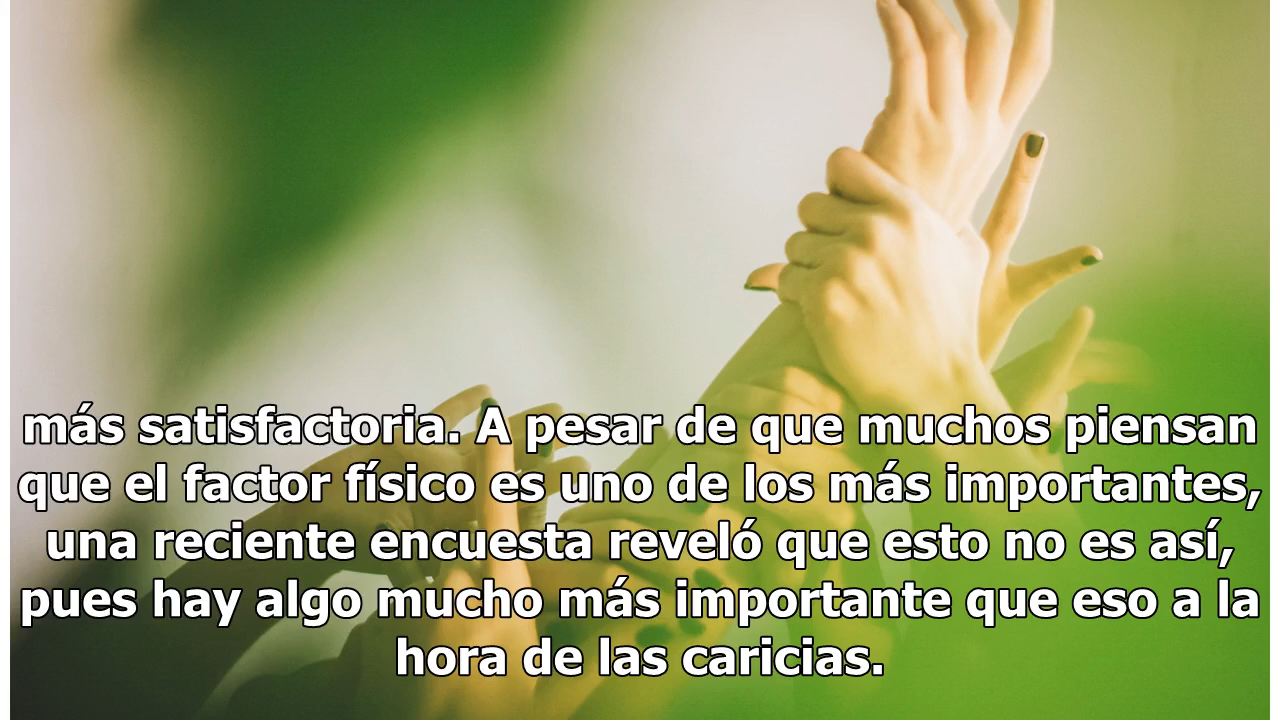 más satisfactoria. A pesar de que muchos piensan
que el factor físico es uno de los más importantes,
una reciente encuesta reveló que esto no es así,
pues hay algo mucho más importante que eso a la
hora de las caricias.